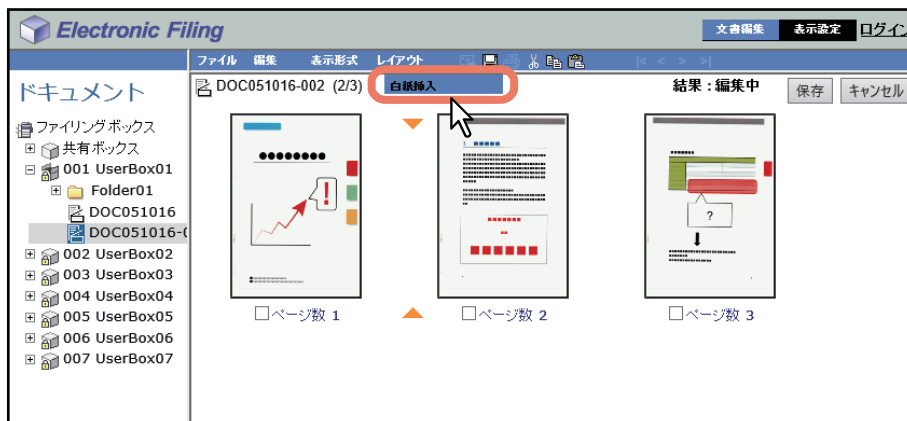 Electronic Filing
文書編集 表示設定 ログイン
ファイル 編集 表示形式 レイアウト |< < > >|
ドキュメント
DOC051016-002 (2/3) 白紙挿入 結果：編集中 保存 キャンセル
ファイリングボックス
共有ボックス
001 UserBox01
Folder01
DOC051016
DOC051016-0
002 UserBox02
003 UserBox03
004 UserBox04
005 UserBox05
006 UserBox06
007 UserBox07
!
?
ページ数 1
ページ数 2
ページ数 3